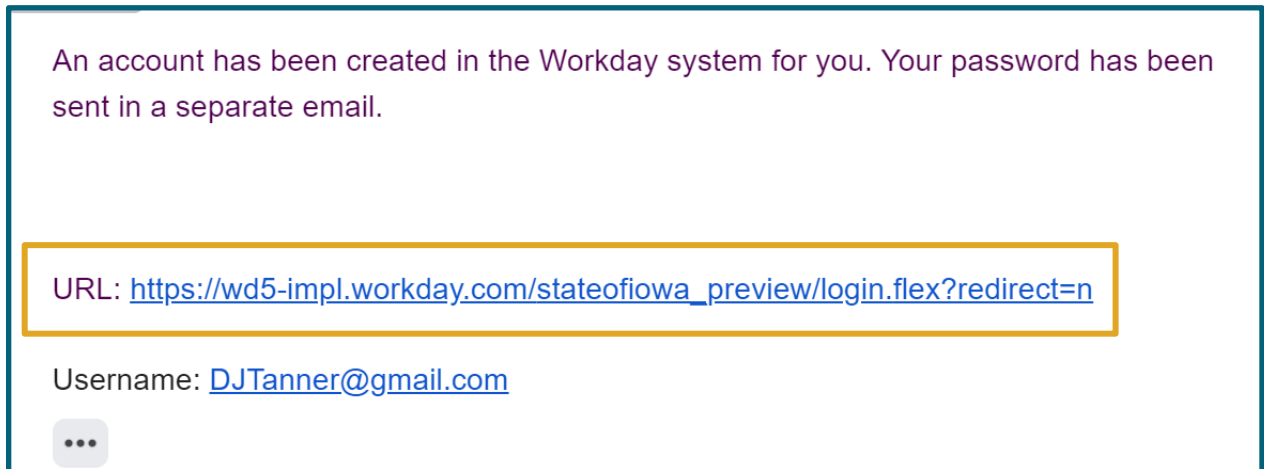 An account has been created in the Workday system for you. Your password has been
sent in a separate email.
URL: https://wd5-impl.workday.com/stateofiowa_preview/login.flex?redirect=n
Username: DJTanner@gmail.com